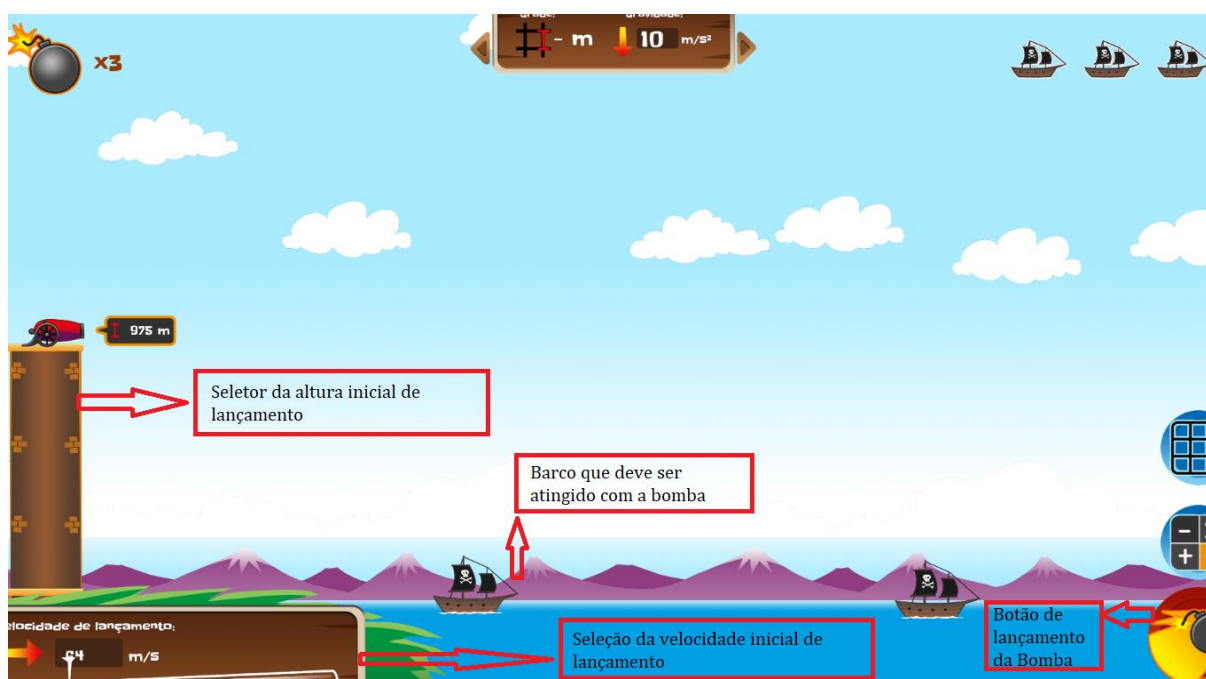 x3
- m
10 m/s²
975 m
Seletor da altura inicial de
lançamento
Barco que deve ser
atingido com a bomba
de lançamento:
64 m/s
Seleção da velocidade inicial de
lançamento
Botão de
lançamento
da Bomba